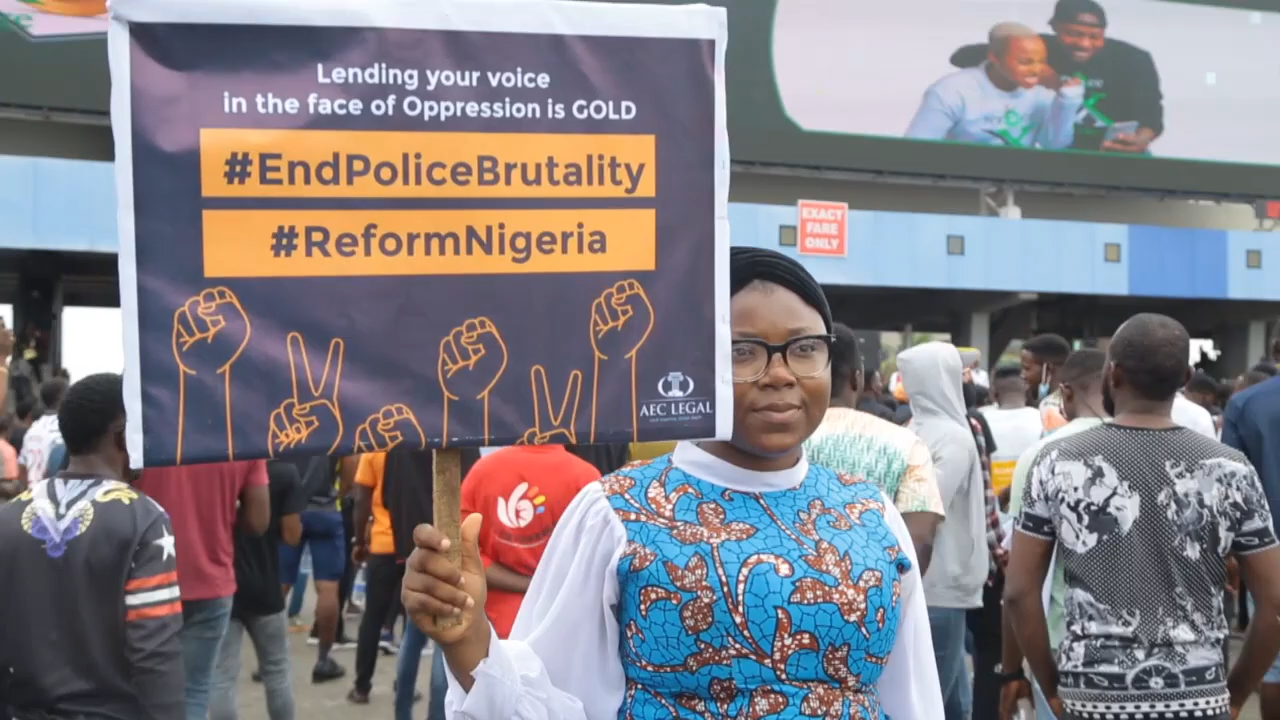 Lending your voice
in the face of Oppression is GOLD
#EndPoliceBrutality
#ReformNigeria
AEC LEGAL
EXACT
FARE
ONLY